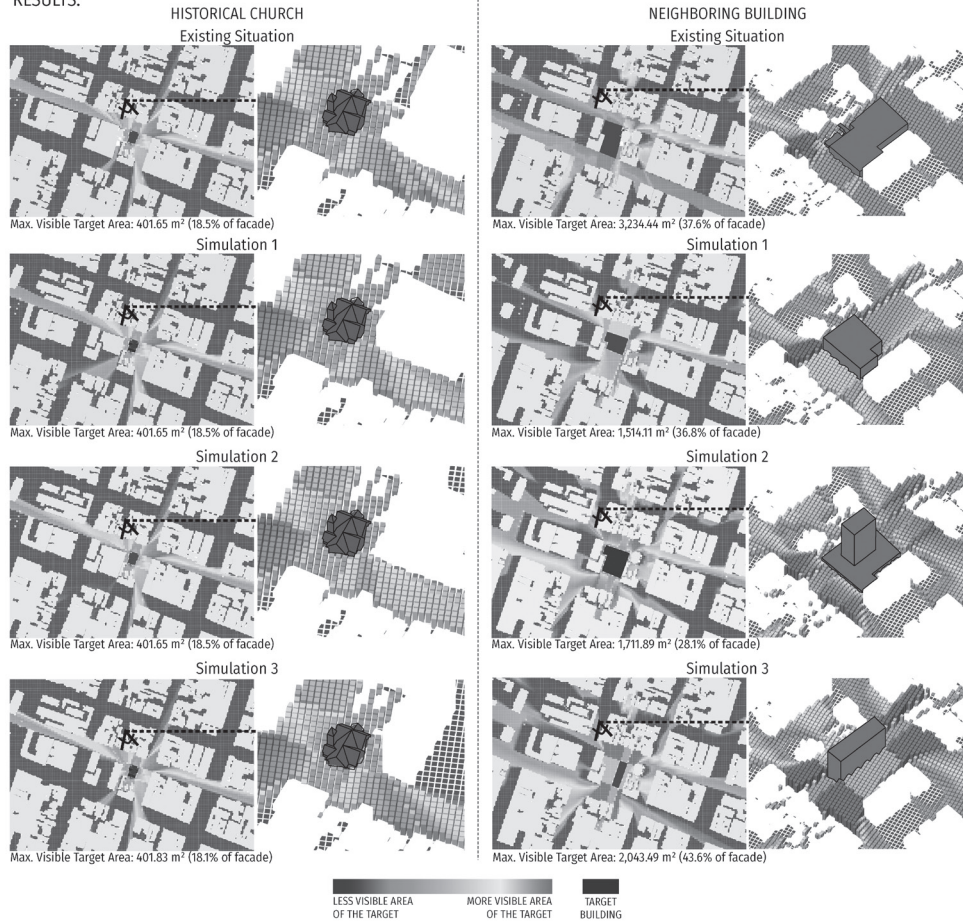 RESULTS:
HISTORICAL CHURCH
Existing Situation
Max. Visible Target Area: 401.65 m² (18.5% of facade)
Simulation 1
Max. Visible Target Area: 401.65 m² (18.5% of facade)
Simulation 2
Max. Visible Target Area: 401.65 m² (18.5% of facade)
Simulation 3
Max. Visible Target Area: 401.83 m² (18.1% of facade)
NEIGHBORING BUILDING
Existing Situation
Max. Visible Target Area: 3,234.44 m² (37.6% of facade)
Simulation 1
Max. Visible Target Area: 1,514.11 m² (36.8% of facade)
Simulation 2
Max. Visible Target Area: 1,711.89 m² (28.1% of facade)
Simulation 3
Max. Visible Target Area: 2,043.49 m² (43.6% of facade)
LESS VISIBLE AREA
OF THE TARGET
MORE VISIBLE AREA
OF THE TARGET
TARGET
BUILDING